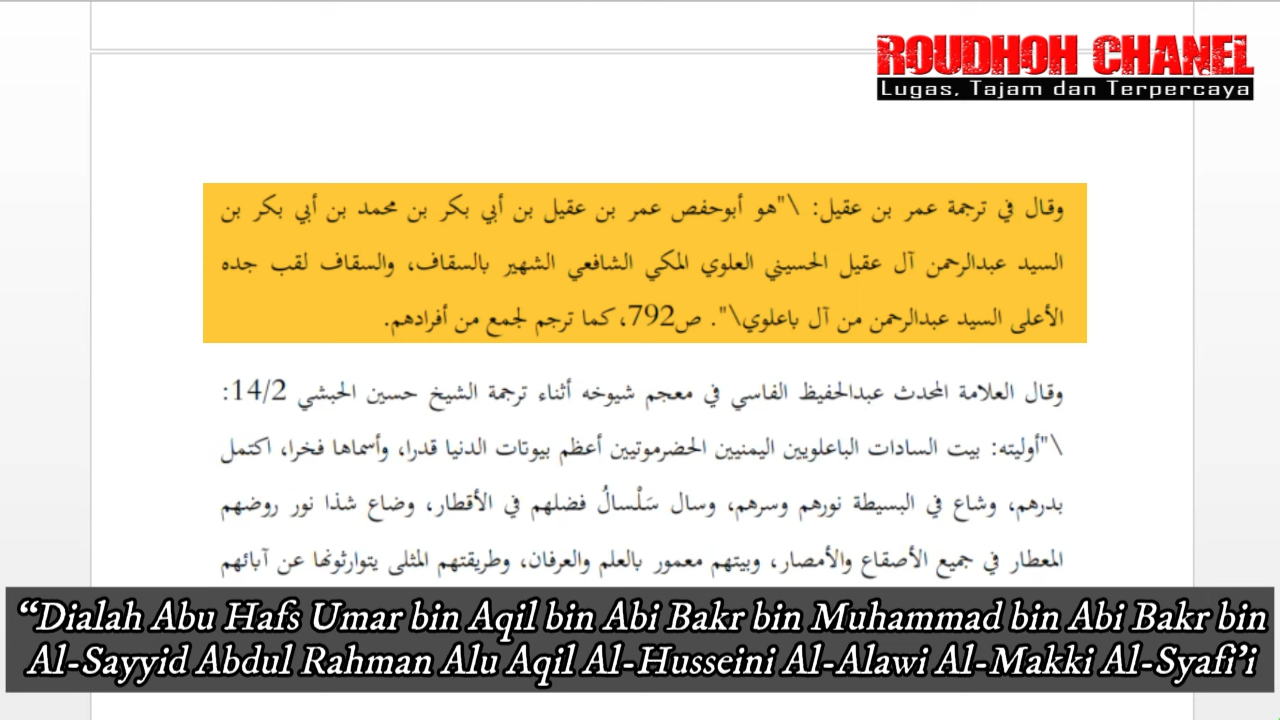 ROUDHOH CHANEL
Lugas, Tajam dan Terpercaya
وقال في ترجمة عمر بن عقيل: \"هو أبوحفص عمر بن عقيل بن أبي بكر بن محمد بن أبي بكر بن
السيد عبدالرحمن آل عقيل الحسيني العلوي المكي الشافعي الشهير بالسقاف، والسقاف لقب جده
الأعلى السيد عبدالرحمن من آل باعلوي\". ص792، كما ترجم لجمع من أفرادهم.
وقال العلامة المحدث عبدالحفيظ الفاسي في معجم شيوخه أثناء ترجمة الشيخ حسين الحبشي 14/2:
\"أوليته: بيت السادات الباعلويين اليمنيين الحضرموتيين أعظم بيوتات الدنيا قدرا، وأسماها فخرا، اكتمل
بدرهم، وشاع في البسيطة نورهم وسرهم، وسال سَلْسالُ فضلهم في الأقطار، وضاع شذا نور روضهم
المعطار في جميع الأصقاع والأمصار، وبيتهم معمور بالعلم والعرفان، وطريقتهم المثلى يتوارثونها عن آبائهم
“Dialah Abu Hafs Umar bin Aqil bin Abi Bakr bin Muhammad bin Abi Bakr bin
Al-Sayyid Abdul Rahman Alu Aqil Al-Husseini Al-Alawi Al-Makki Al-Syafi’i